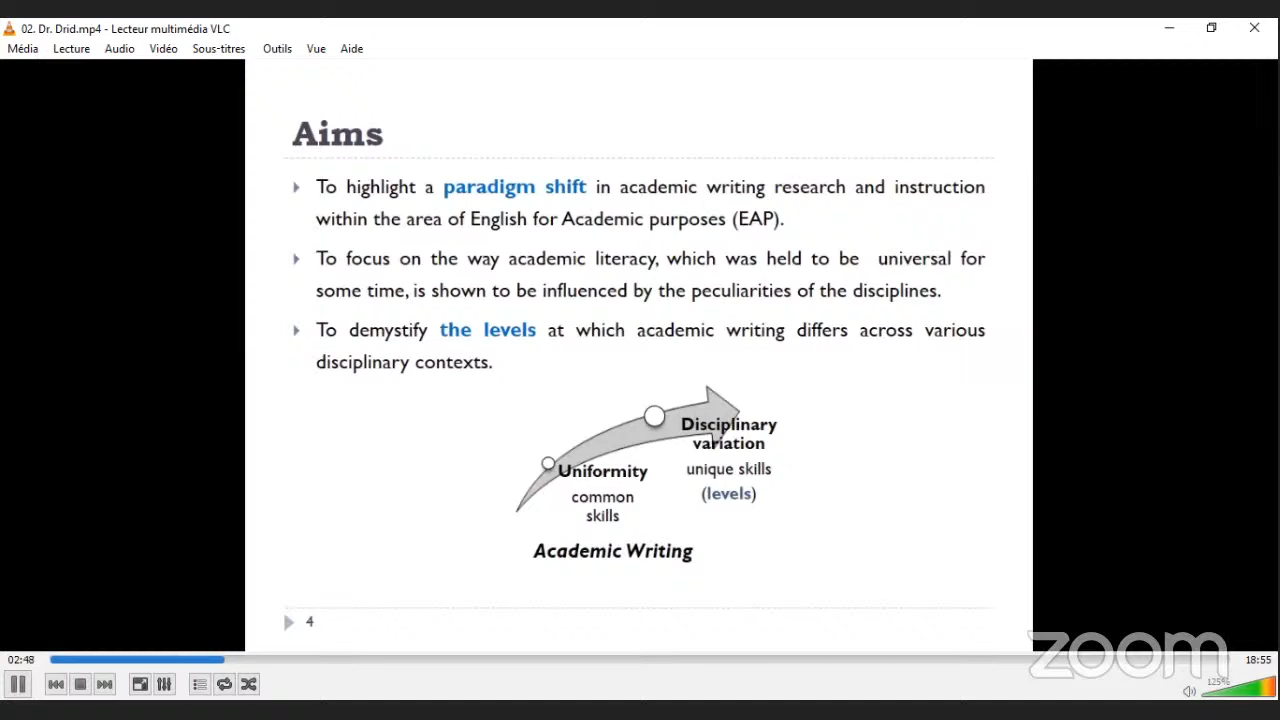 02. Dr. Drid.mp4 - Lecteur multimédia VLC
Média Lecture Audio Vidéo Sous-titres Outils Vue Aide
Aims
To highlight a paradigm shift in academic writing research and instruction
within the area of English for Academic purposes (EAP).
To focus on the way academic literacy, which was held to be universal for
some time, is shown to be influenced by the peculiarities of the disciplines.
To demystify the levels at which academic writing differs across various
disciplinary contexts.
Disciplinary
variation
unique skills
(levels)
Uniformity
common
skills
Academic Writing
4
zoom
02:48
18:55
125%